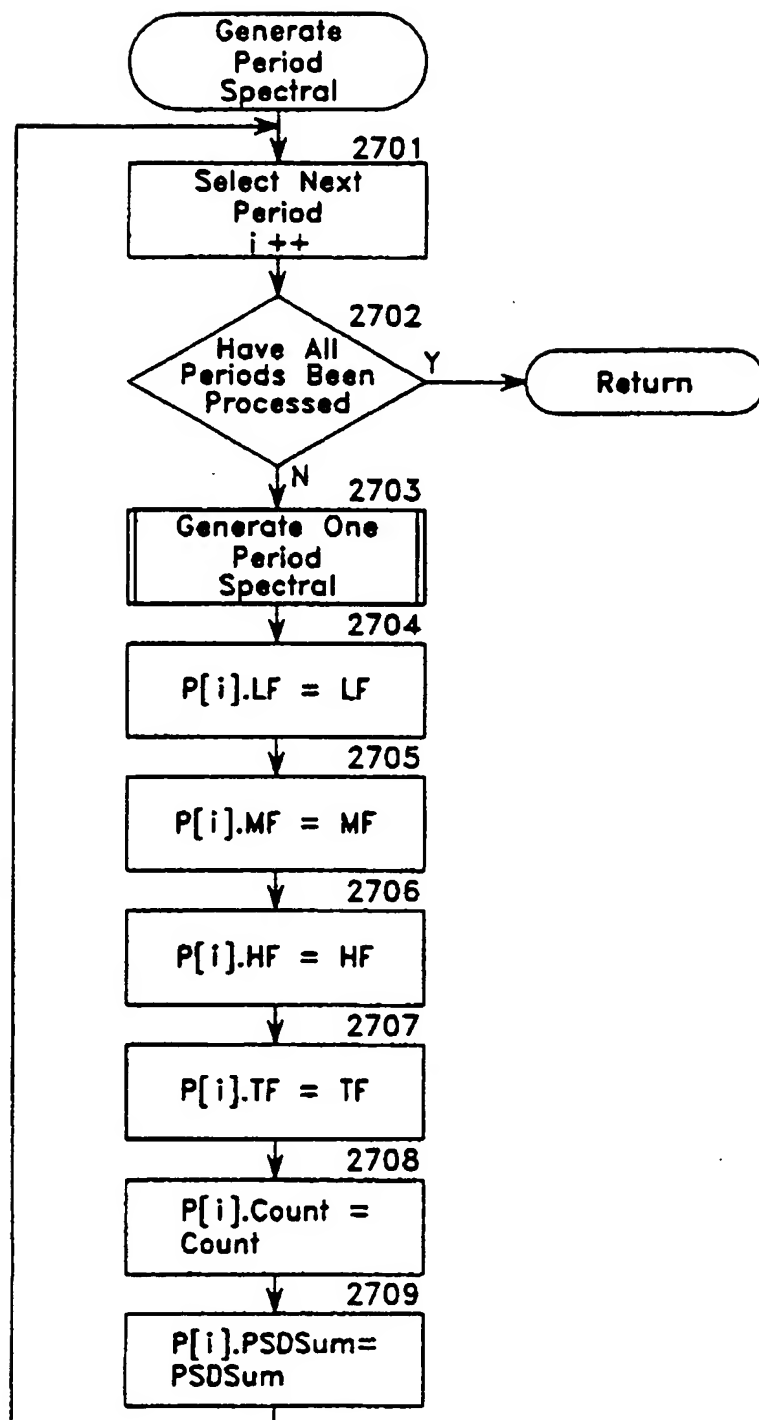 Generate
Period
Spectral
2701
Select Next
Period
i ++
2702
Have All
Periods Been
Processed
Y
Return
N
2703
Generate One
Period
Spectral
2704
P[i].LF = LF
2705
P[i].MF = MF
2706
P[i].HF = HF
2707
P[i].TF = TF
2708
P[i].Count =
Count
2709
P[i].PSDSum=
PSDSum